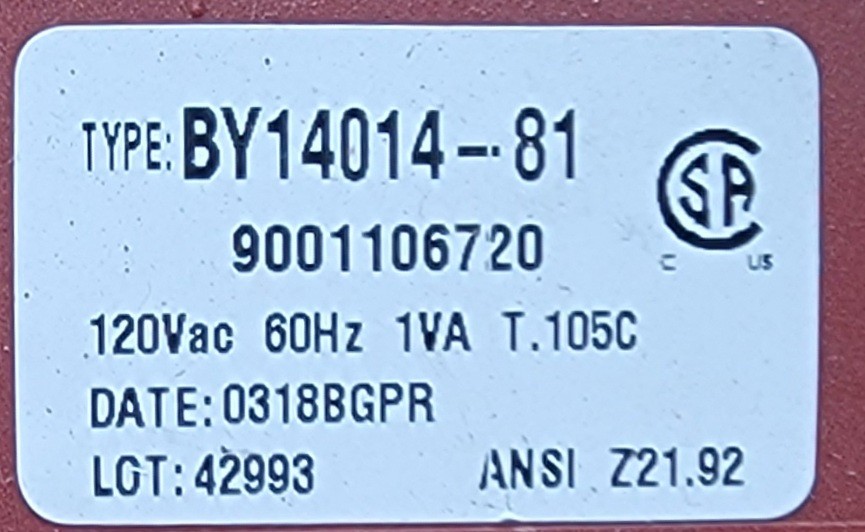 TYPE: BY14014-81
9001106720
SA
C US
120Vac 60Hz 1VA T.105C
DATE: 0318BGPR
LOT: 42993 ANSI Z21.92